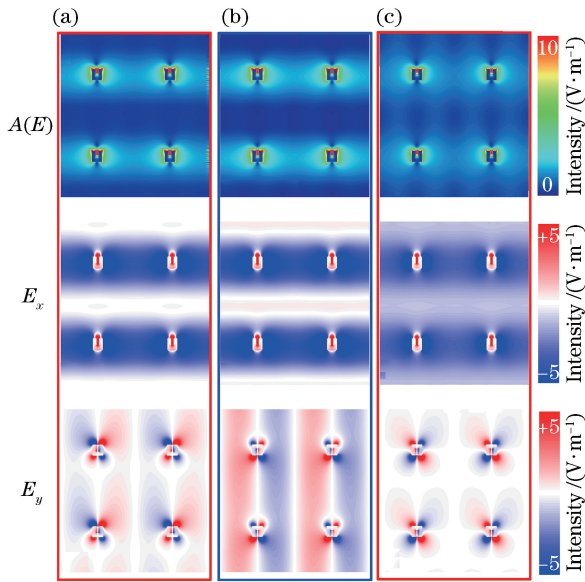 (a)
(b)
(c)
A(E)
10
0
Intensity /(V·m⁻¹)
Eₓ
+5
−5
Intensity /(V·m⁻¹)
E_y
+5
−5
Intensity /(V·m⁻¹)